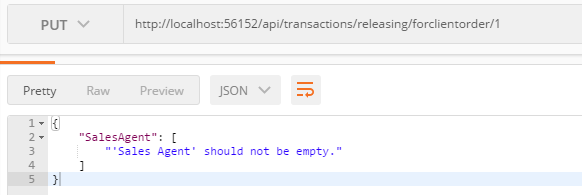 PUT http://localhost:56152/api/transactions/releasing/forclientorder/1
Pretty Raw Preview JSON
1 {
2 "SalesAgent": [
3 "'Sales Agent' should not be empty."
4 ]
5 }